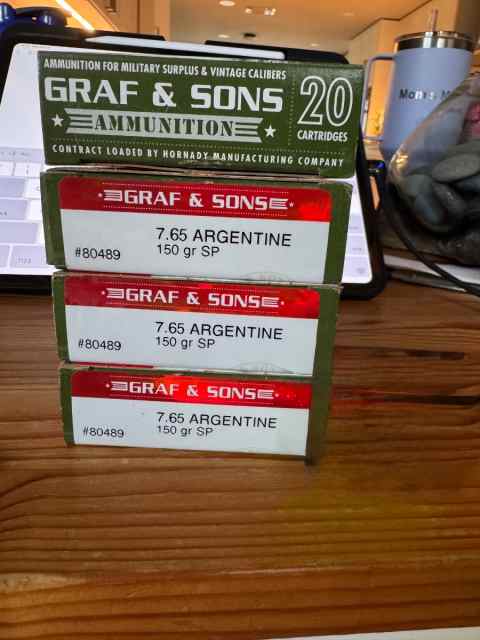 AMMUNITION FOR MILITARY SURPLUS & VINTAGE CALIBERS
GRAF & SONS
AMMUNITION
20
CARTRIDGES
CONTRACT LOADED BY HORNADY MANUFACTURING COMPANY
GRAF & SONS
7.65 ARGENTINE
#80489
150 gr SP
GRAF & SONS
7.65 ARGENTINE
#80489
150 gr SP
GRAF & SONS
7.65 ARGENTINE
#80489
150 gr SP